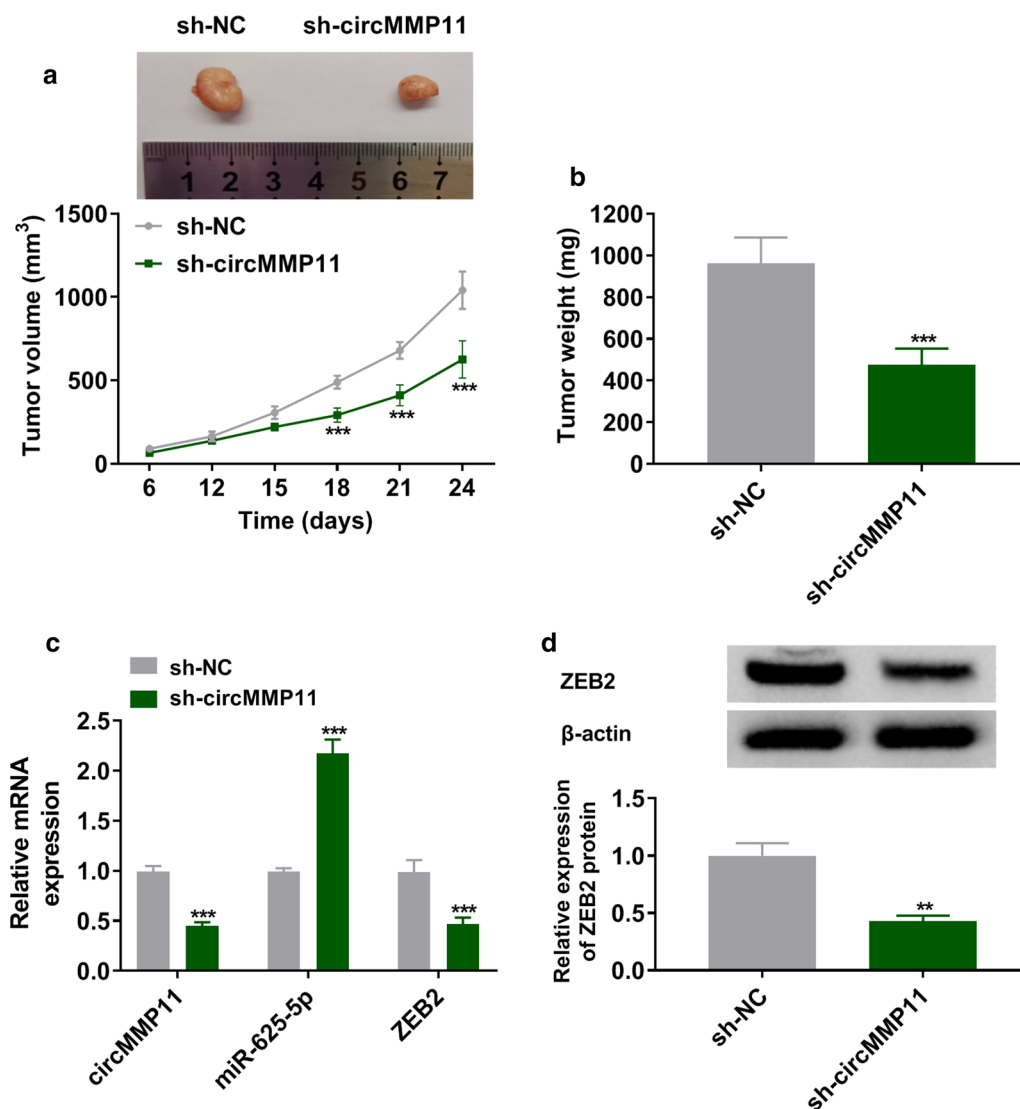 sh-NC sh-circMMP11
a
mm 1 2 3 4 5 6 7
1500
1000
500
0
Tumor volume (mm³)
sh-NC
sh-circMMP11
***
***
***
6 12 15 18 21 24
Time (days)
b
1200
1000
800
600
400
200
0
Tumor weight (mg)
***
sh-NC
sh-circMMP11
c
sh-NC
sh-circMMP11
2.5
2.0
1.5
1.0
0.5
0.0
Relative mRNA
expression
***
***
***
circMMP11
miR-625-5p
ZEB2
d
ZEB2
β-actin
1.5
1.0
0.5
0.0
Relative expression
of ZEB2 protein
**
sh-NC
sh-circMMP11